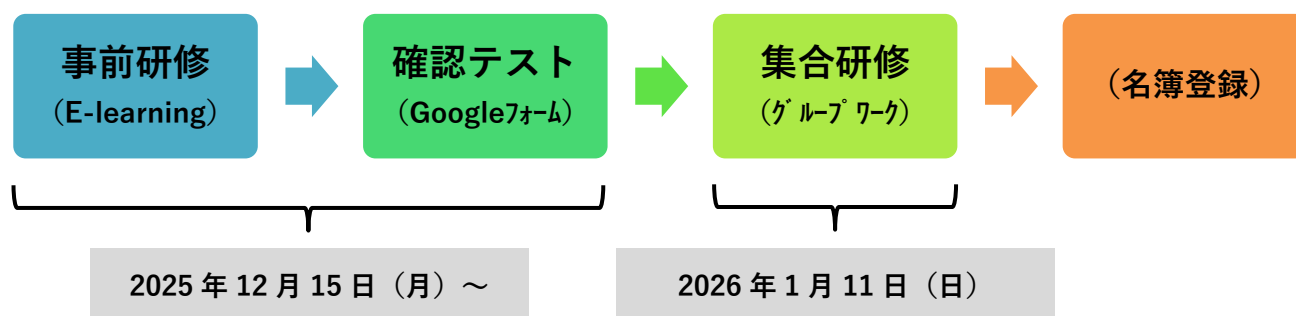 事前研修
（E-learning）
確認テスト
（Googleﾌｫｰﾑ）
集合研修
（ｸﾞﾙｰﾌﾟﾜｰｸ）
（名簿登録）
2025 年 12 月 15 日（月）～
2026 年 1 月 11 日（日）